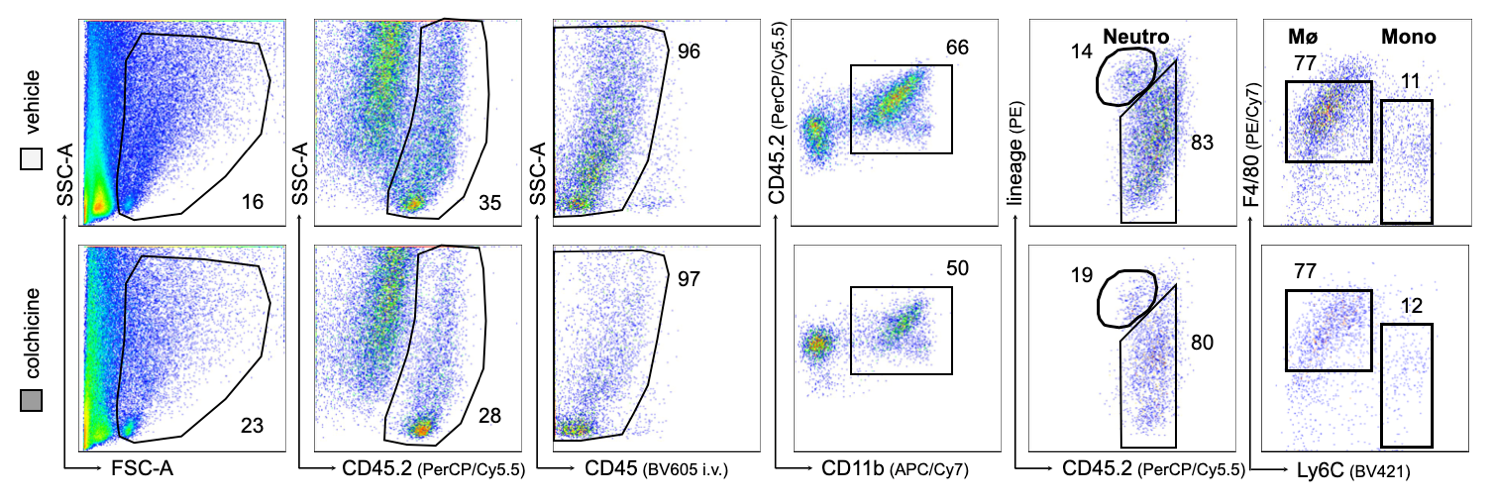 vehicle
SSC-A
16
SSC-A
35
SSC-A
96
CD45.2 (PerCP/Cy5.5)
66
lineage (PE)
Neutro
14
83
F4/80 (PE/Cy7)
Mø
Mono
77
11
colchicine
23
28
97
50
19
80
77
12
FSC-A
CD45.2 (PerCP/Cy5.5)
CD45 (BV605 i.v.)
CD11b (APC/Cy7)
CD45.2 (PerCP/Cy5.5)
Ly6C (BV421)